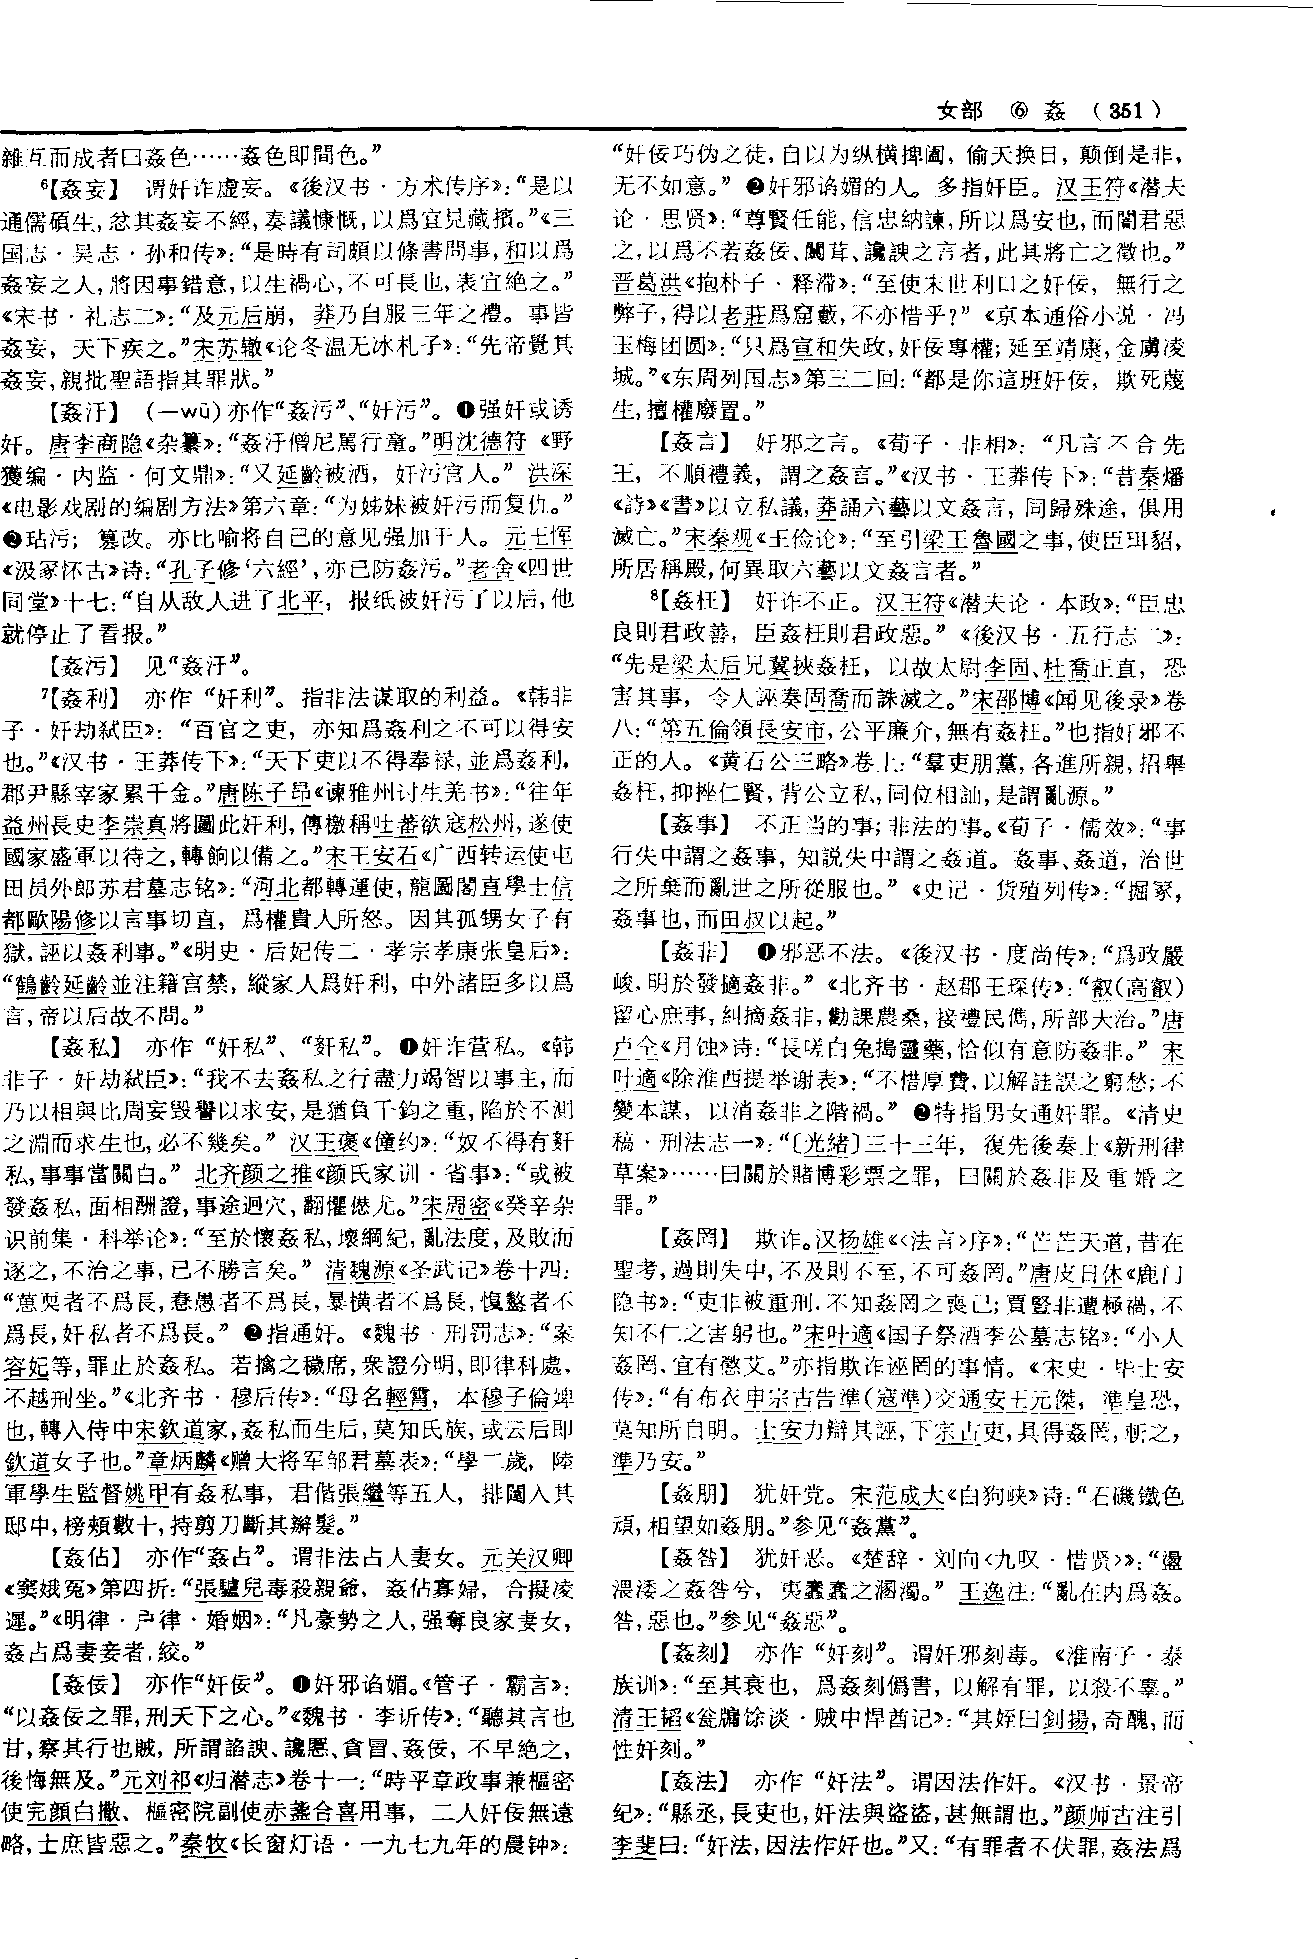 女部 ⑥ 姦 （351）
雜互而成者曰姦色……姦色即間色。”
⁶【姦妄】 谓奸诈虚妄。《後汉书·方术传序》：“是以
通儒碩生，忿其姦妄不經，奏議慷慨，以爲宜見藏擯。”《三
国志·吴志·孙和传》：“是時有司頗以條書問事，和以爲
姦妄之人，將因事錯意，以生禍心，不可長也，表宜絶之。”
《宋书·礼志二》：“及元后崩，莽乃自服三年之禮。事皆
姦妄，天下疾之。”宋苏辙《论冬温无冰札子》：“先帝覺其
姦妄，親批聖語指其罪狀。”
【姦汙】 （—wū）亦作“姦污”、“奸污”。❶强奸或诱
奸。唐李商隐《杂纂》：“姦汙僧尼罵行童。”明沈德符《野
獲编·内监·何文鼎》：“又延齡被洒，奸污宫人。” 洪深
《电影戏剧的编剧方法》第六章：“为姊妹被奸污而复仇。”
❷玷污；篡改。亦比喻将自己的意见强加于人。元王恽
《汲冢怀古》诗：“孔子修‘六經’，亦已防姦污。”老舍《四世
同堂》十七：“自从敌人进了北平，报纸被奸污了以后，他
就停止了看报。”
【姦污】 见“姦汙”。
⁷【姦利】 亦作“奸利”。指非法谋取的利益。《韩非
子·奸劫弑臣》：“百官之吏，亦知爲姦利之不可以得安
也。”《汉书·王莽传下》：“天下吏以不得奉禄，並爲姦利，
郡尹縣宰家累千金。”唐陈子昂《谏雅州讨生羌书》：“往年
益州長史李崇真將圖此奸利，傳檄稱吐蕃欲寇松州，遂使
國家盛軍以待之，轉餉以備之。”宋王安石《广西转运使屯
田员外郎苏君墓志铭》：“河北都轉運使，龍圖閣直學士信
都歐陽修以言事切直，爲權貴人所怒。因其孤甥女子有
獄，誣以姦利事。”《明史·后妃传二·孝宗孝康张皇后》：
“鶴齡延齡並注籍宫禁，縱家人爲奸利，中外諸臣多以爲
言，帝以后故不問。”
【姦私】 亦作“奸私”、“姧私”。❶奸诈营私。《韩
非子·奸劫弑臣》：“我不去姦私之行盡力竭智以事主，而
乃以相與比周妄毁譽以求安，是猶負千鈞之重，陷於不測
之淵而求生也，必不幾矣。” 汉王褒《僮约》：“奴不得有姧
私，事事當關白。” 北齐颜之推《颜氏家训·省事》：“或被
發姦私，面相酬證，事途迴穴，翻懼愆尤。”宋周密《癸辛杂
识前集·科举论》：“至於懷姦私，壞綱紀，亂法度，及敗而
逐之，不治之事，已不勝言矣。” 清魏源《圣武记》卷十四：
“葸耎者不爲長，惷愚者不爲長，暴横者不爲長，愎盭者不
爲長，奸私者不爲長。” ❷指通奸。《魏书·刑罚志》：“案
容妃等，罪止於姦私。若擒之穢席，衆證分明，即律科處，
不越刑坐。”《北齐书·穆后传》：“母名輕霄，本穆子倫婢
也，轉入侍中宋欽道家，姦私而生后，莫知氏族，或云后即
欽道女子也。”章炳麟《赠大将军邹君墓表》：“學二歲，陸
軍學生監督姚甲有姦私事，君偕張繼等五人，排闥入其
邸中，榜頰數十，持剪刀斷其辮髮。”
【姦佔】 亦作“姦占”。谓非法占人妻女。元关汉卿
《窦娥冤》第四折：“張驢兒毒殺親爺，姦佔寡婦，合擬凌
遲。”《明律·户律·婚姻》：“凡豪勢之人，强奪良家妻女，
姦占爲妻妾者，絞。”
【姦佞】 亦作“奸佞”。❶奸邪谄媚。《管子·霸言》：
“以姦佞之罪，刑天下之心。”《魏书·李䜣传》：“聽其言也
甘，察其行也賊，所謂諂諛、讒慝、貪冒、姦佞，不早絶之，
後悔無及。”元刘祁《归潜志》卷十一：“時平章政事兼樞密
使完顔白撒、樞密院副使赤盞合喜用事，二人奸佞無遠
略，士庶皆惡之。”秦牧《长窗灯语·一九七九年的晨钟》：
“奸佞巧伪之徒，自以为纵横捭阖，偷天换日，颠倒是非，
无不如意。” ❷奸邪谄媚的人。多指奸臣。汉王符《潜夫
论·思贤》：“尊賢任能，信忠納諫，所以爲安也，而闇君惡
之，以爲不若姦佞、闒茸、讒諛之言者，此其將亡之徵也。”
晋葛洪《抱朴子·释滞》：“至使末世利口之奸佞，無行之
弊子，得以老莊爲窟藪，不亦惜乎？”《京本通俗小说·冯
玉梅团圆》：“只爲宣和失政，奸佞專權；延至靖康，金虜凌
城。”《东周列国志》第三二回：“都是你這班奸佞，欺死蔑
生，擅權廢置。”
【姦言】 奸邪之言。《荀子·非相》：“凡言不合先
王，不順禮義，謂之姦言。”《汉书·王莽传下》：“昔秦燔
《詩》《書》以立私議，莽誦六藝以文姦言，同歸殊途，俱用
滅亡。”宋秦观《王俭论》：“至引梁王魯國之事，使臣珥貂，
所居稱殿，何異取六藝以文姦言者。”
⁸【姦枉】 奸诈不正。汉王符《潜夫论·本政》：“臣忠
良則君政善，臣姦枉則君政惡。”《後汉书·五行志二》：
“先是梁太后兄冀挾姦枉，以故太尉李固、杜喬正直，恐
害其事，令人誣奏固喬而誅滅之。”宋邵博《闻见後录》卷
八：“第五倫領長安市，公平廉介，無有姦枉。”也指奸邪不
正的人。《黄石公三略》卷上：“羣吏朋黨，各進所親，招舉
姦枉，抑挫仁賢，背公立私，同位相訕，是謂亂源。”
【姦事】 不正当的事；非法的事。《荀子·儒效》：“事
行失中謂之姦事，知説失中謂之姦道。姦事、姦道，治世
之所棄而亂世之所從服也。”《史记·货殖列传》：“掘冢，
姦事也，而田叔以起。”
【姦非】 ❶邪恶不法。《後汉书·度尚传》：“爲政嚴
峻，明於發擿姦非。”《北齐书·赵郡王琛传》：“叡（高叡）
留心庶事，糾摘姦非，勸課農桑，接禮民儁，所部大治。”唐
卢仝《月蚀》诗：“長嗟白兔搗靈藥，恰似有意防姦非。” 宋
叶適《除淮西提举谢表》：“不惜厚費，以解註誤之窮愁；不
變本謀，以消姦非之階禍。” ❷特指男女通奸罪。《清史
稿·刑法志一》：“〔光緒〕三十三年，復先後奏上《新刑律
草案》……曰關於賭博彩票之罪，曰關於姦非及重婚之
罪。”
【姦罔】 欺诈。汉扬雄《〈法言〉序》：“芒芒天道，昔在
聖考，過則失中，不及則不至，不可姦罔。”唐皮日休《鹿门
隐书》：“吏非被重刑，不知姦罔之喪己；賈豎非遭極禍，不
知不仁之害躬也。”宋叶適《国子祭酒李公墓志铭》：“小人
姦罔，宜有懲艾。”亦指欺诈诬罔的事情。《宋史·毕士安
传》：“有布衣申宗古告準（寇準）交通安王元傑，準皇恐，
莫知所自明。士安力辯其誣，下宗古吏，具得姦罔，斬之，
準乃安。”
【姦朋】 犹奸党。宋范成大《白狗峡》诗：“石磯鐵色
頑，相望如姦朋。”参见“姦黨”。
【姦咎】 犹奸恶。《楚辞·刘向〈九叹·惜贤〉》：“盪
渨涹之姦咎兮，夷蠢蠢之溷濁。” 王逸注：“亂在内爲姦。
咎，惡也。”参见“姦惡”。
【姦刻】 亦作“奸刻”。谓奸邪刻毒。《淮南子·泰
族训》：“至其衰也，爲姦刻僞書，以解有罪，以殺不辜。”
清王韬《瓮牖馀谈·贼中悍酋记》：“其姪曰釗揚，奇醜，而
性奸刻。”
【姦法】 亦作“奸法”。谓因法作奸。《汉书·景帝
纪》：“縣丞，長吏也，奸法與盜盜，甚無謂也。”颜师古注引
李斐曰：“奸法，因法作奸也。”又：“有罪者不伏罪，姦法爲